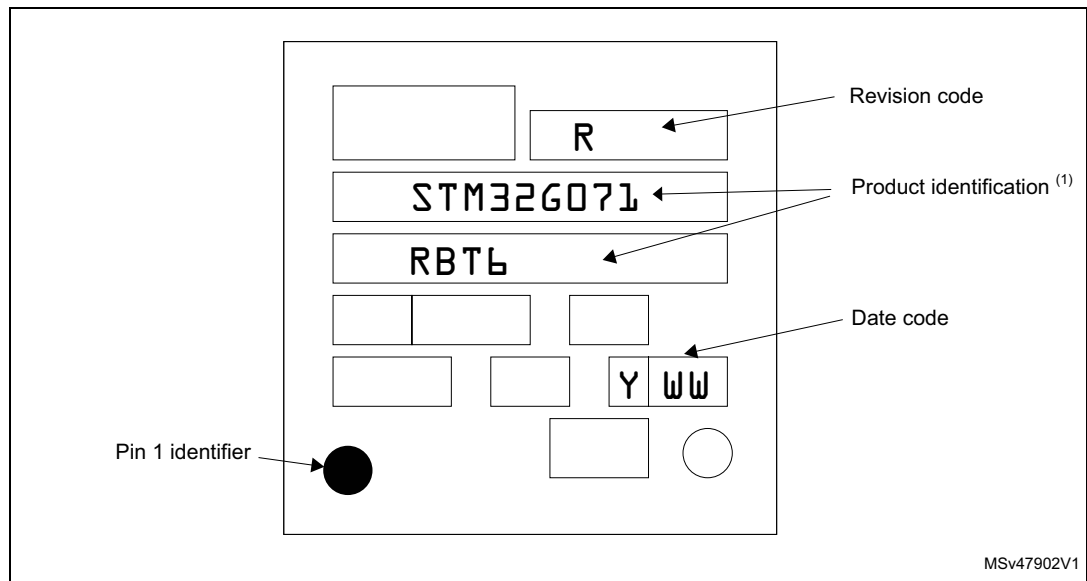 Revision code
R
Product identification (1)
STM32G071
RBT6
Date code
Y WW
Pin 1 identifier
MSv47902V1